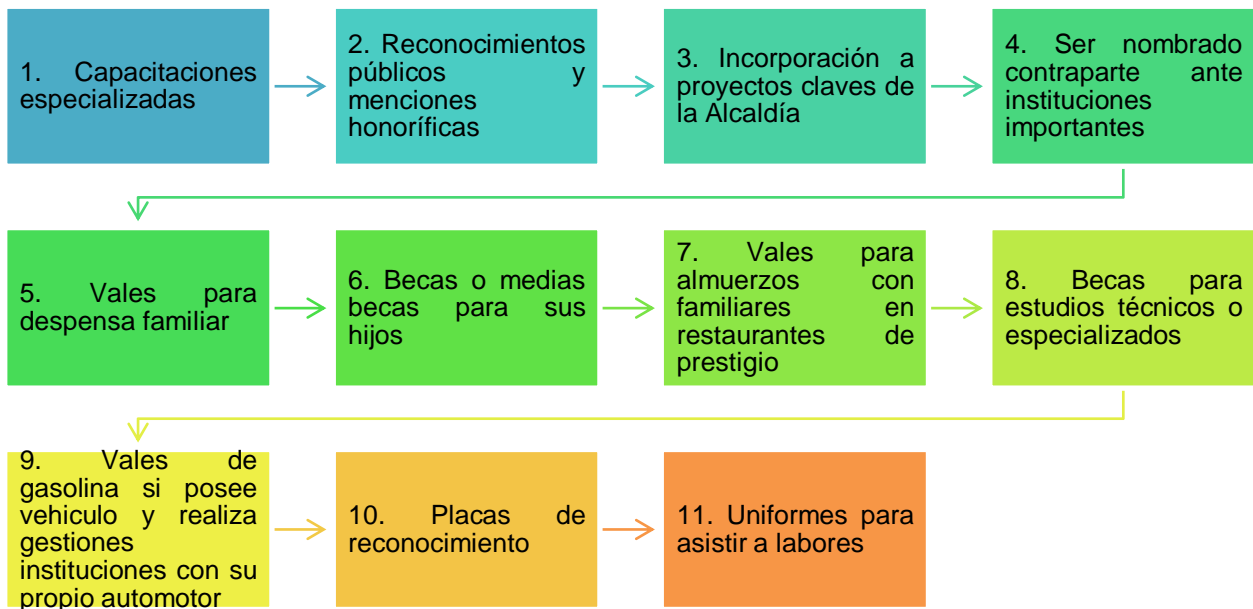 1. Capacitaciones
especializadas
2. Reconocimientos
públicos y
menciones
honoríficas
3. Incorporación a
proyectos claves de
la Alcaldía
4. Ser nombrado
contraparte ante
instituciones
importantes
5. Vales para
despensa familiar
6. Becas o medias
becas para sus
hijos
7. Vales para
almuerzos con
familiares en
restaurantes de
prestigio
8. Becas para
estudios técnicos o
especializados
9. Vales de
gasolina si posee
vehiculo y realiza
gestiones
instituciones con su
propio automotor
10. Placas de
reconocimiento
11. Uniformes para
asistir a labores